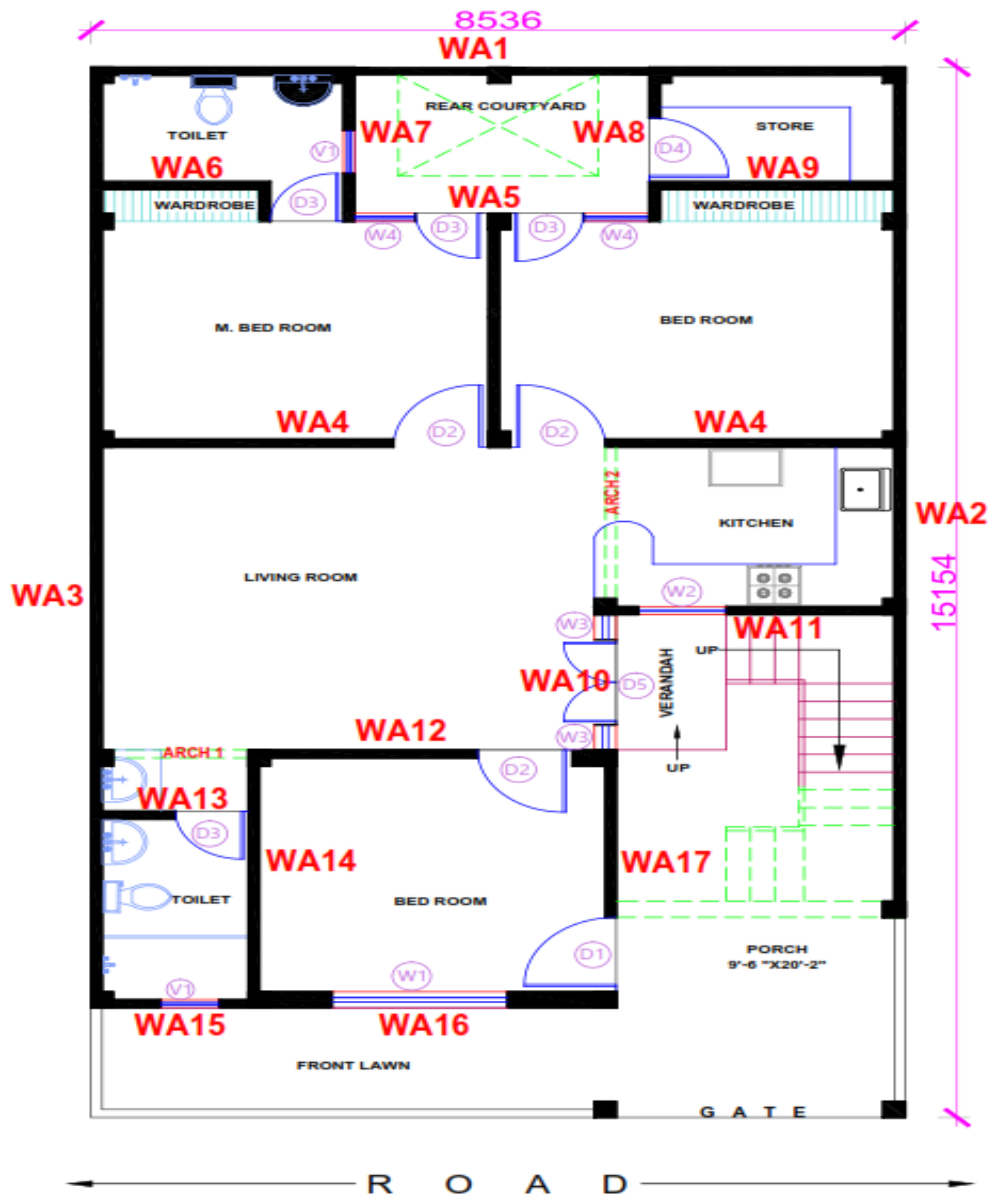 8536
WA1
REAR COURTYARD
TOILET
WA7
WA8
STORE
V1
D4
WA6
WA9
D3
WARDROBE
WA5
WARDROBE
W4
D3
D3
W4
M. BED ROOM
BED ROOM
WA4
D2
D2
WA4
ARCH 2
KITCHEN
WA2
LIVING ROOM
WA3
15154
W2
W3
WA11
UP
VERANDAH
WA10
D5
WA12
W3
ARCH 1
UP
D2
WA13
D3
WA14
WA17
TOILET
BED ROOM
PORCH
9'-6 "X20'-2"
D1
W1
V1
WA15
WA16
FRONT LAWN
G A T E
R O A D